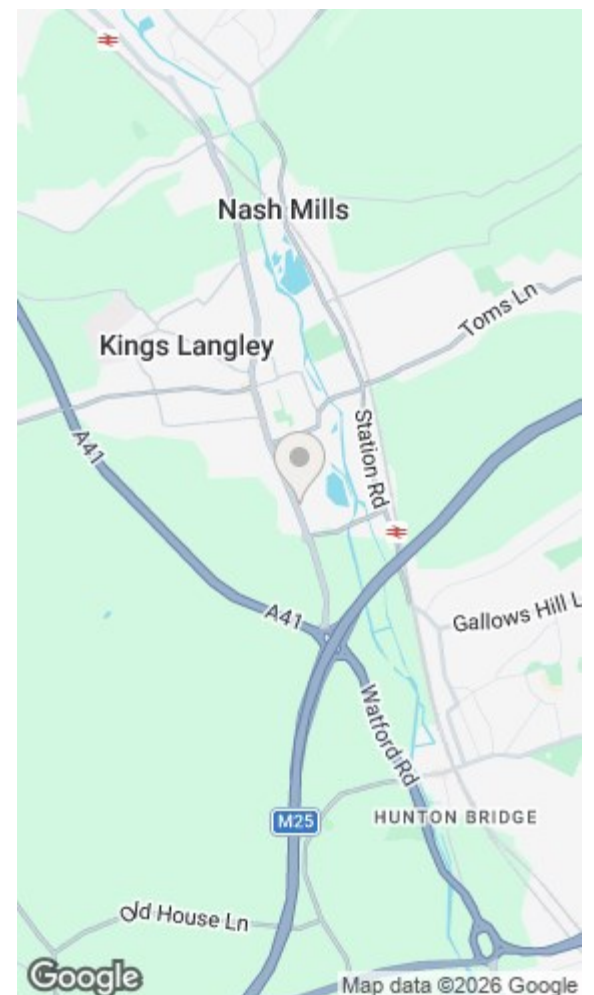 Nash Mills
Toms Ln
Kings Langley
A41
Station Rd
A41
Gallows Hill L
Watford Rd
M25
HUNTON BRIDGE
Old House Ln
Google
Map data ©2026 Google